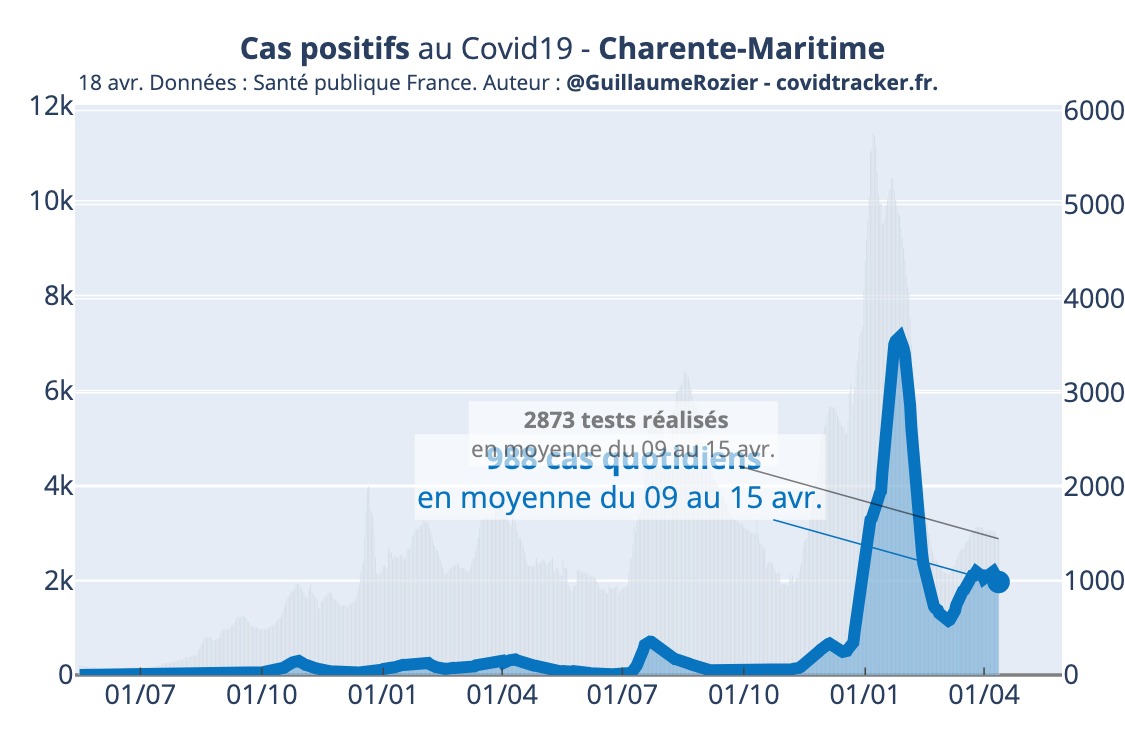 Cas positifs au Covid19 - Charente-Maritime
18 avr. Données : Santé publique France. Auteur : @GuillaumeRozier - covidtracker.fr.
12k
10k
8k
6k
4k
2k
0
6000
5000
4000
3000
2000
1000
0
2873 tests réalisés
en moyenne du 09 au 15 avr.
988 cas quotidiens
en moyenne du 09 au 15 avr.
01/07 01/10 01/01 01/04 01/07 01/10 01/01 01/04